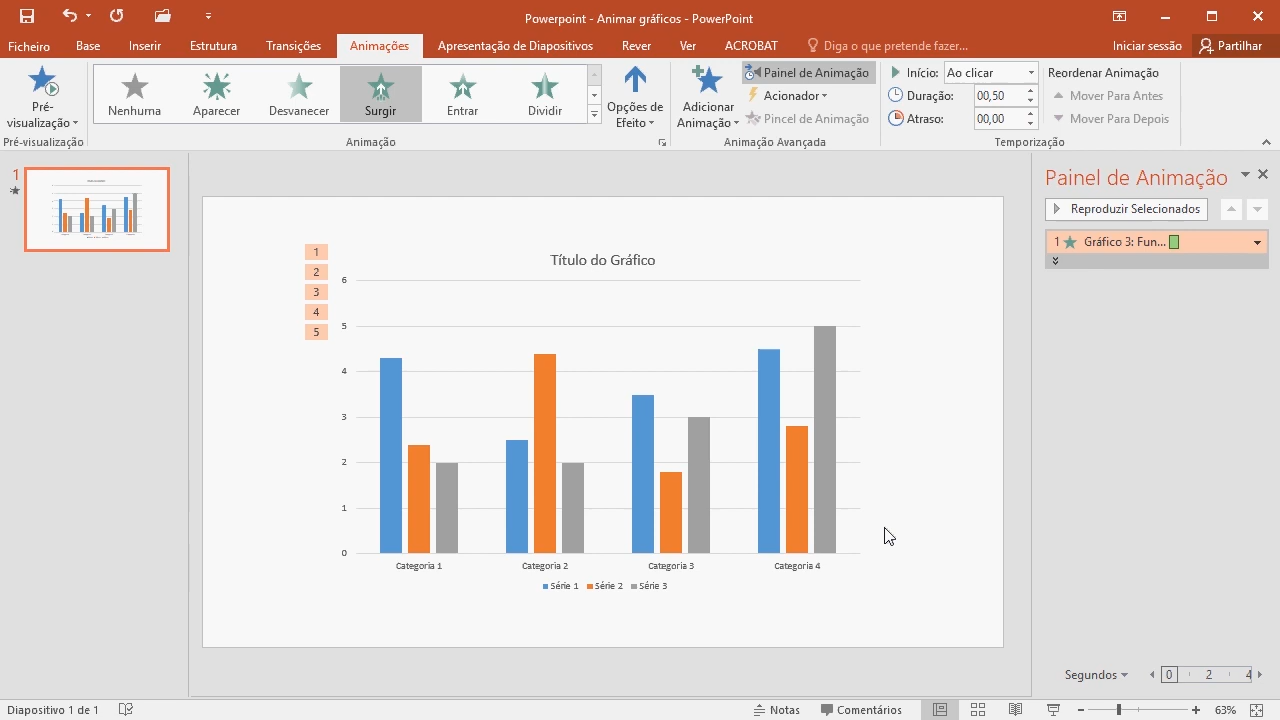 Powerpoint - Animar gráficos - PowerPoint
Ficheiro Base Inserir Estrutura Transições Animações Apresentação de Diapositivos Rever Ver ACROBAT Diga o que pretende fazer... Iniciar sessão Partilhar
Pré-visualização
Nenhuma Aparecer Desvanecer Surgir Entrar Dividir
Opções de Efeito
Adicionar Animação
Painel de Animação
Acionador
Pincel de Animação
Início: Ao clicar
Duração: 00,50
Atraso: 00,00
Reordenar Animação
Mover Para Antes
Mover Para Depois
Pré-visualização Animação Animação Avançada Temporização
1
1
2
3
4
5
Título do Gráfico
6
5
4
3
2
1
0
Categoria 1 Categoria 2 Categoria 3 Categoria 4
Série 1 Série 2 Série 3
Painel de Animação
Reproduzir Selecionados
1 Gráfico 3: Fun...
Segundos 0 2 4
Diapositivo 1 de 1 Notas Comentários 63%